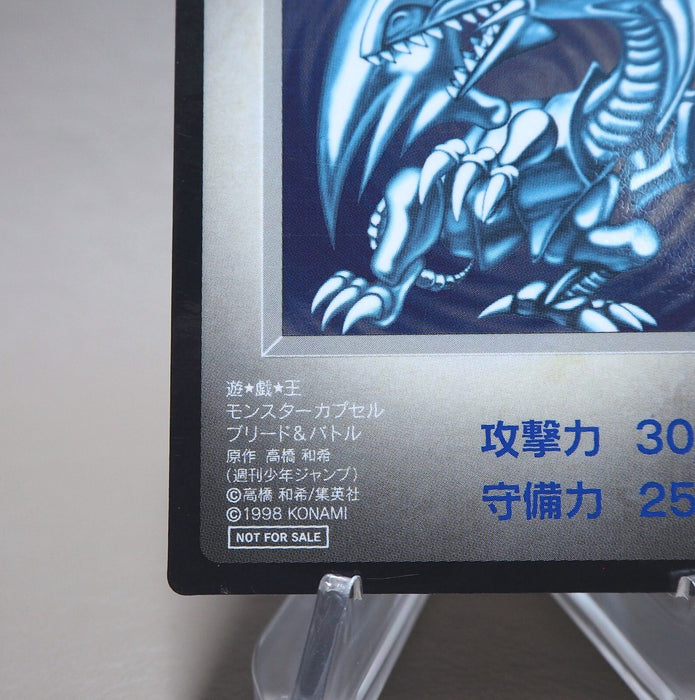 遊★戯★王
モンスターカプセル
ブリード&バトル
原作 高橋 和希
(週刊少年ジャンプ)
©高橋 和希/集英社
©1998 KONAMI
NOT FOR SALE
攻撃力 30
守備力 25